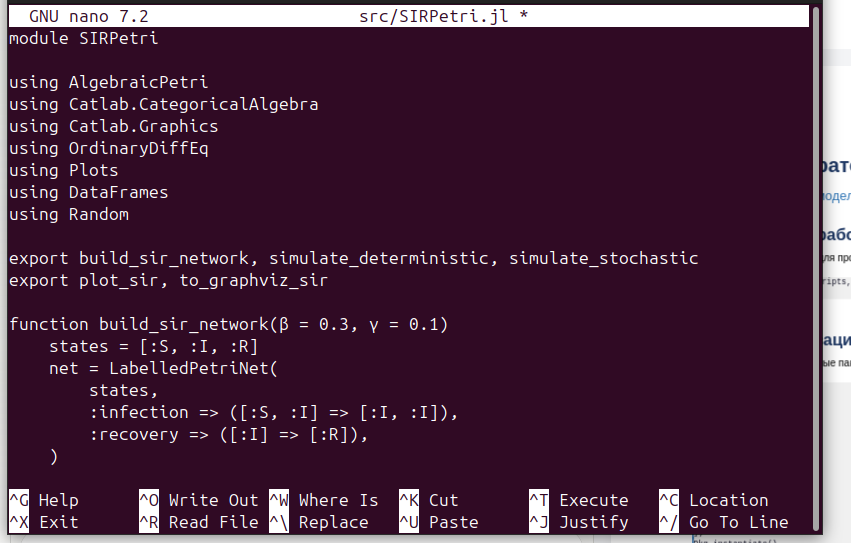 GNU nano 7.2 src/SIRPetri.jl *
module SIRPetri
using AlgebraicPetri
using Catlab.CategoricalAlgebra
using Catlab.Graphics
using OrdinaryDiffEq
using Plots
using DataFrames
using Random
export build_sir_network, simulate_deterministic, simulate_stochastic
export plot_sir, to_graphviz_sir
function build_sir_network(β = 0.3, γ = 0.1)
    states = [:S, :I, :R]
    net = LabelledPetriNet(
        states,
        :infection => ([:S, :I] => [:I, :I]),
        :recovery => ([:I] => [:R]),
    )
^G Help ^O Write Out ^W Where Is ^K Cut ^T Execute ^C Location
^X Exit ^R Read File ^\ Replace ^U Paste ^J Justify ^/ Go To Line